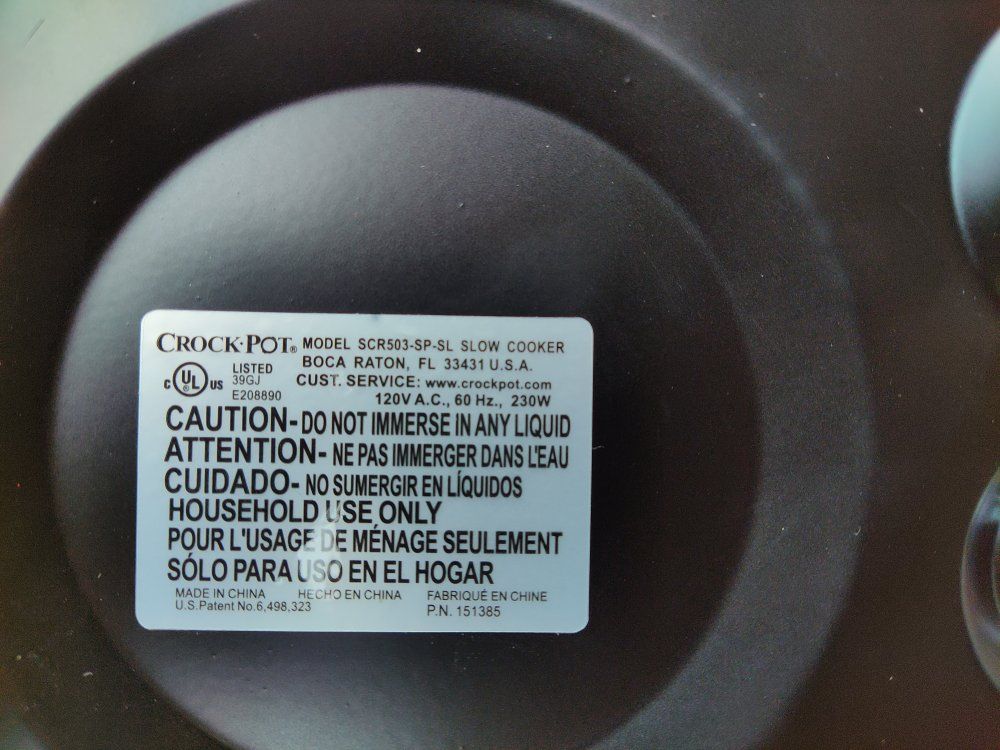 CROCK·POT® MODEL SCR503-SP-SL SLOW COOKER
BOCA RATON, FL 33431 U.S.A.
CUST. SERVICE: www.crockpot.com
120V A.C., 60 Hz., 230W
C UL US LISTED
39GJ
E208890
CAUTION- DO NOT IMMERSE IN ANY LIQUID
ATTENTION- NE PAS IMMERGER DANS L'EAU
CUIDADO- NO SUMERGIR EN LÍQUIDOS
HOUSEHOLD USE ONLY
POUR L'USAGE DE MÉNAGE SEULEMENT
SÓLO PARA USO EN EL HOGAR
MADE IN CHINA HECHO EN CHINA FABRIQUÉ EN CHINE
U.S.Patent No.6,498,323 P.N. 151385